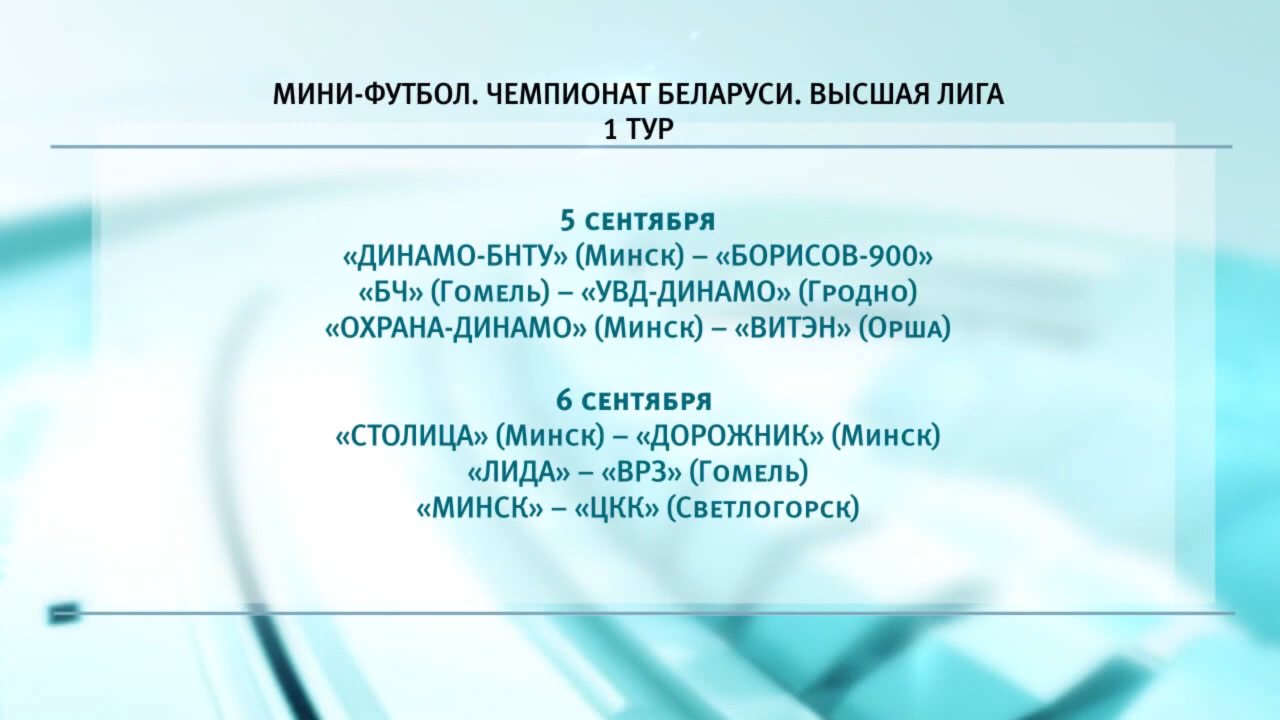 МИНИ-ФУТБОЛ. ЧЕМПИОНАТ БЕЛАРУСИ. ВЫСШАЯ ЛИГА
1 ТУР
5 СЕНТЯБРЯ
«ДИНАМО-БНТУ» (Минск) – «БОРИСОВ-900»
«БЧ» (Гомель) – «УВД-ДИНАМО» (Гродно)
«ОХРАНА-ДИНАМО» (Минск) – «ВИТЭН» (Орша)
6 СЕНТЯБРЯ
«СТОЛИЦА» (Минск) – «ДОРОЖНИК» (Минск)
«ЛИДА» – «ВРЗ» (Гомель)
«МИНСК» – «ЦКК» (Светлогорск)